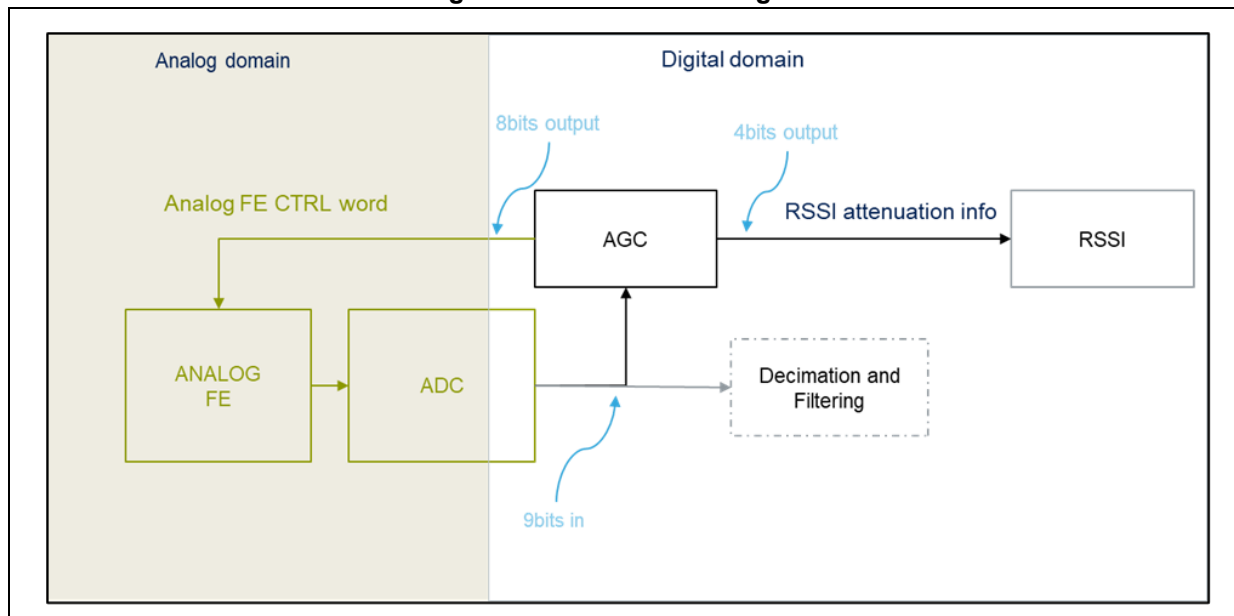 Analog domain
Digital domain
8bits output
4bits output
Analog FE CTRL word
RSSI attenuation info
AGC
RSSI
ANALOG
FE
ADC
Decimation and
Filtering
9bits in